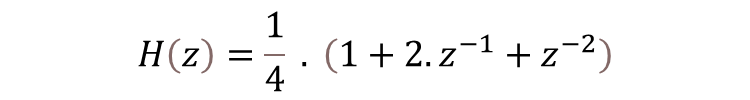 H(z) = 1/4 . (1 + 2. z⁻¹ + z⁻²)